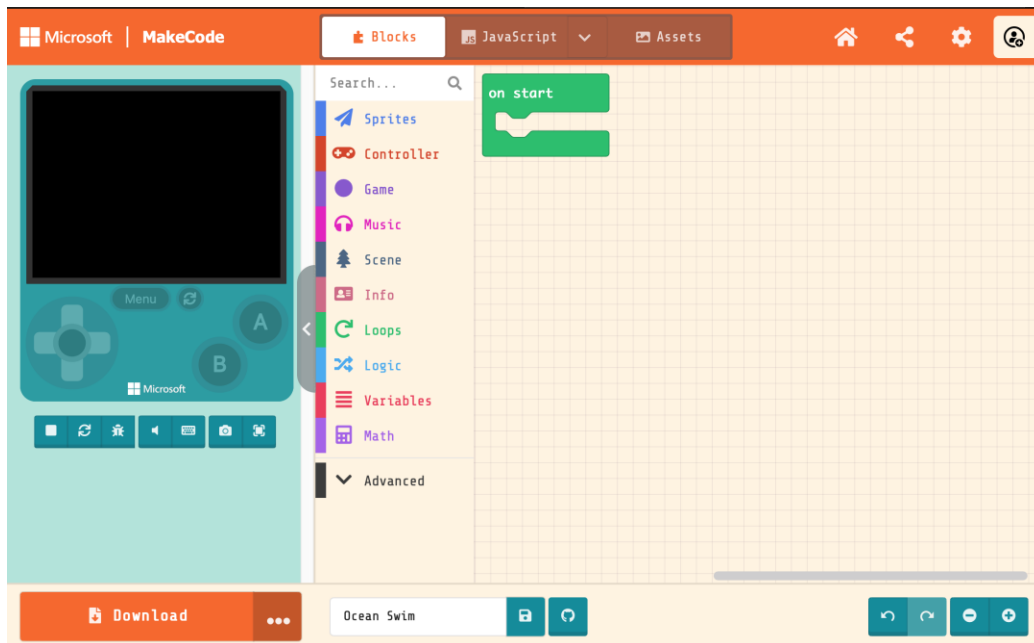 Microsoft | MakeCode
Blocks
JS JavaScript
Assets
Search...
Sprites
Controller
Game
Music
Scene
Info
Loops
Logic
Variables
Math
Advanced
on start
Menu
A
B
Microsoft
Download
Ocean Swim